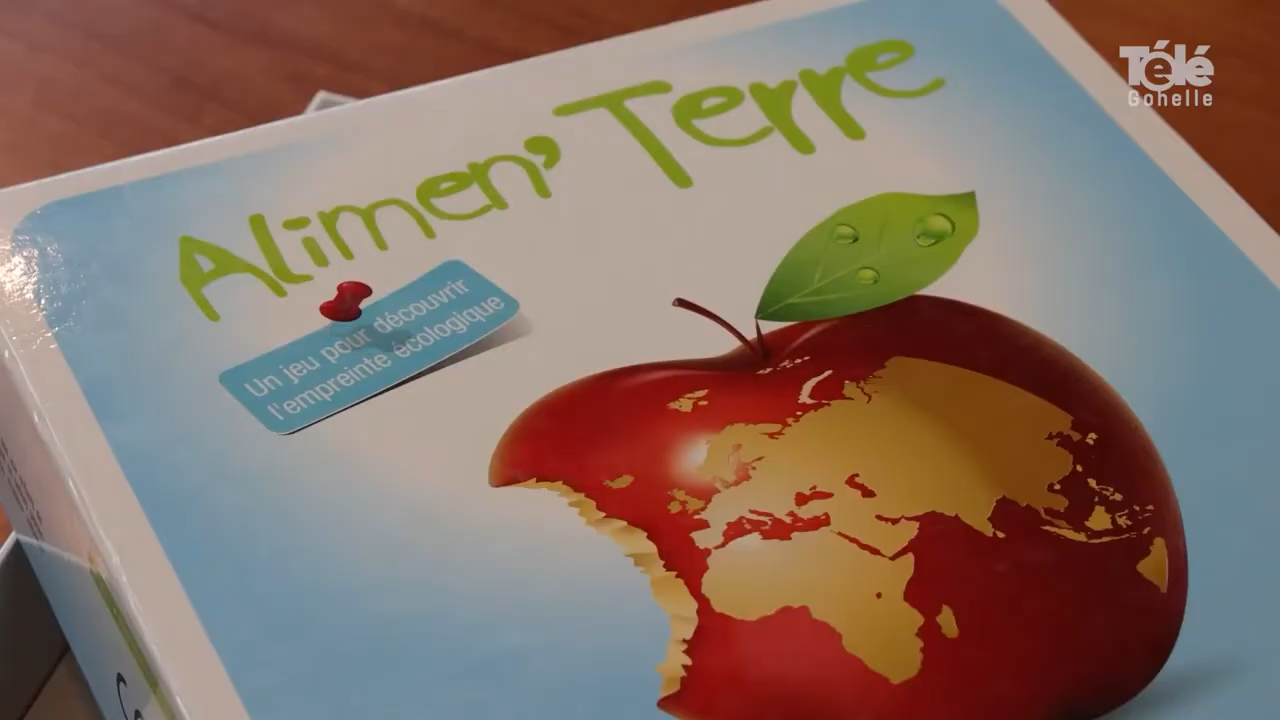 Télé
Gohelle
Alimen' Terre
Un jeu pour découvrir
l'empreinte écologique